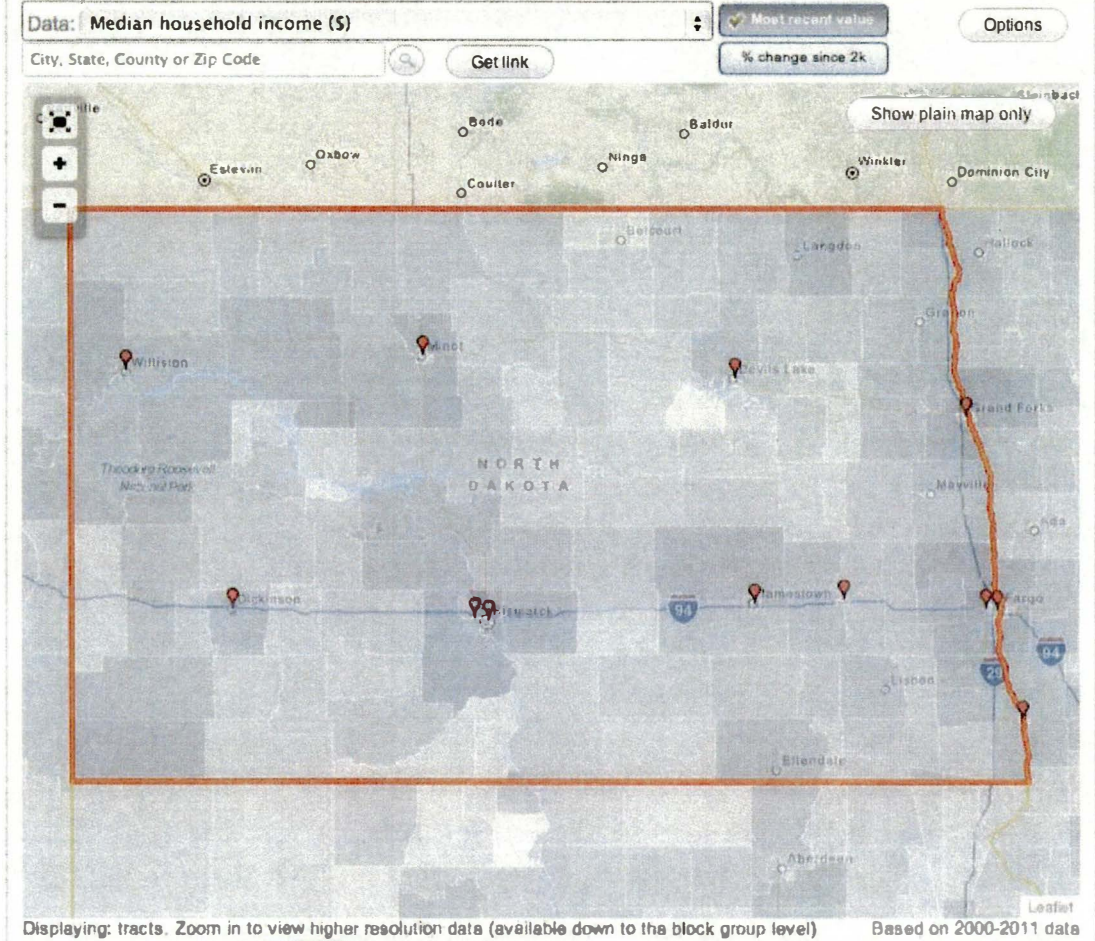 Data: Median household income ($)
Most recent value
Options
City, State, County or Zip Code
Get link
% change since 2k
Show plain map only
Bede
Baldur
Oxbow
Ninga
Winkler
Estevan
Coulter
Dominion City
Belcourt
Langdon
Hallock
Grafton
Minot
Williston
Devils Lake
Grand Forks
Theodore Roosevelt
National Park
NORTH
DAKOTA
Mayville
Ada
Dickinson
Bismarck
94
Jamestown
Fargo
94
29
Lisbon
Ellendale
Aberdeen
Leaflet
Displaying: tracts. Zoom in to view higher resolution data (available down to the block group level)
Based on 2000-2011 data